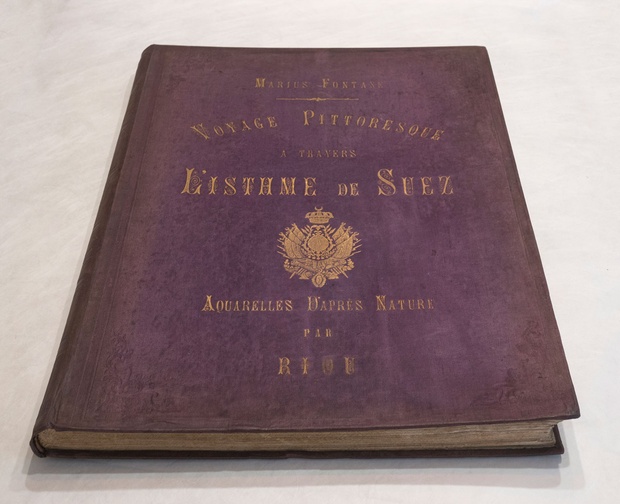 MARIUS FONTANE
VOYAGE PITTORESQUE
A TRAVERS
L'ISTHME DE SUEZ
AQUARELLES D'APRÈS NATURE
PAR
RIOU